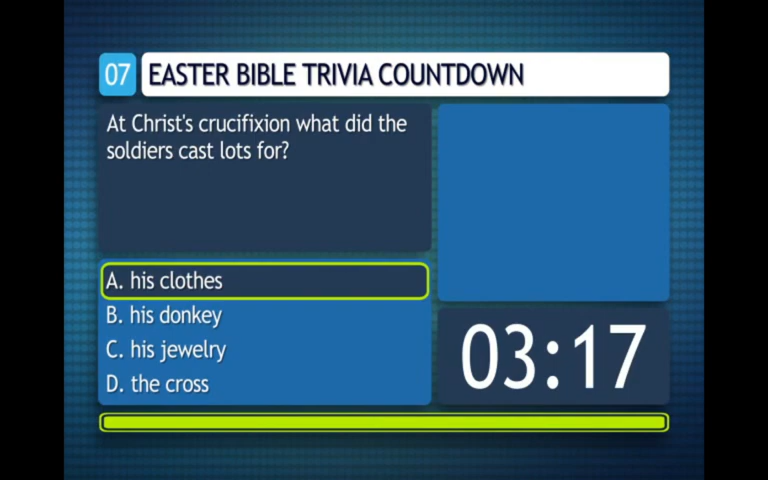 07 EASTER BIBLE TRIVIA COUNTDOWN
At Christ's crucifixion what did the
soldiers cast lots for?
A. his clothes
B. his donkey
C. his jewelry
D. the cross
03:17